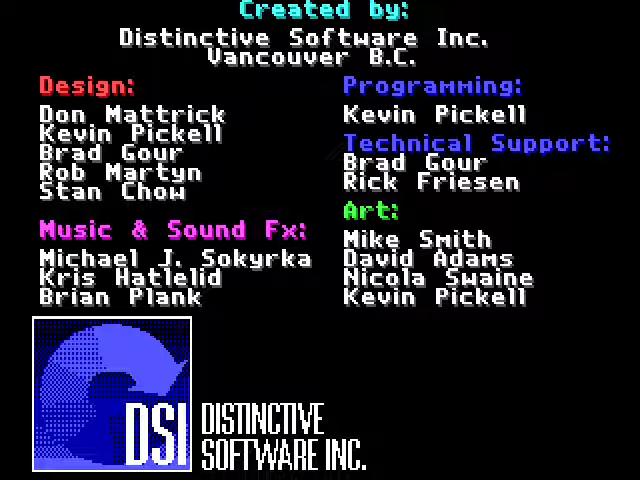 Created by:
Distinctive Software Inc.
Vancouver B.C.
Design:
Don Mattrick
Kevin Pickell
Brad Gour
Rob Martyn
Stan Chow
Music & Sound Fx:
Michael J. Sokyrka
Kris Hatlelid
Brian Plank
Programming:
Kevin Pickell
Technical Support:
Brad Gour
Rick Friesen
Art:
Mike Smith
David Adams
Nicola Swaine
Kevin Pickell
DSI
DISTINCTIVE
SOFTWARE INC.